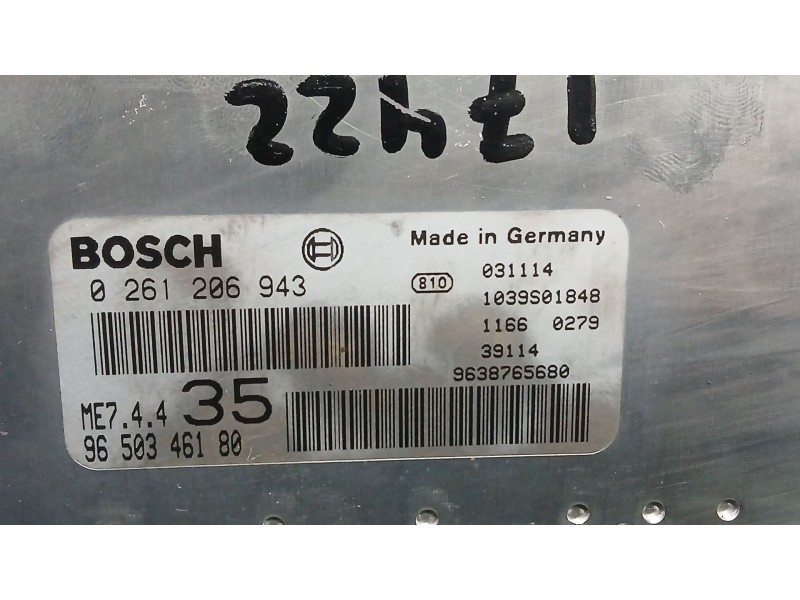 17422
BOSCH
Made in Germany
0 261 206 943
810
031114
1039S01848
1166 0279
39114
9638765680
ME7.4.4 35
96 503 461 80